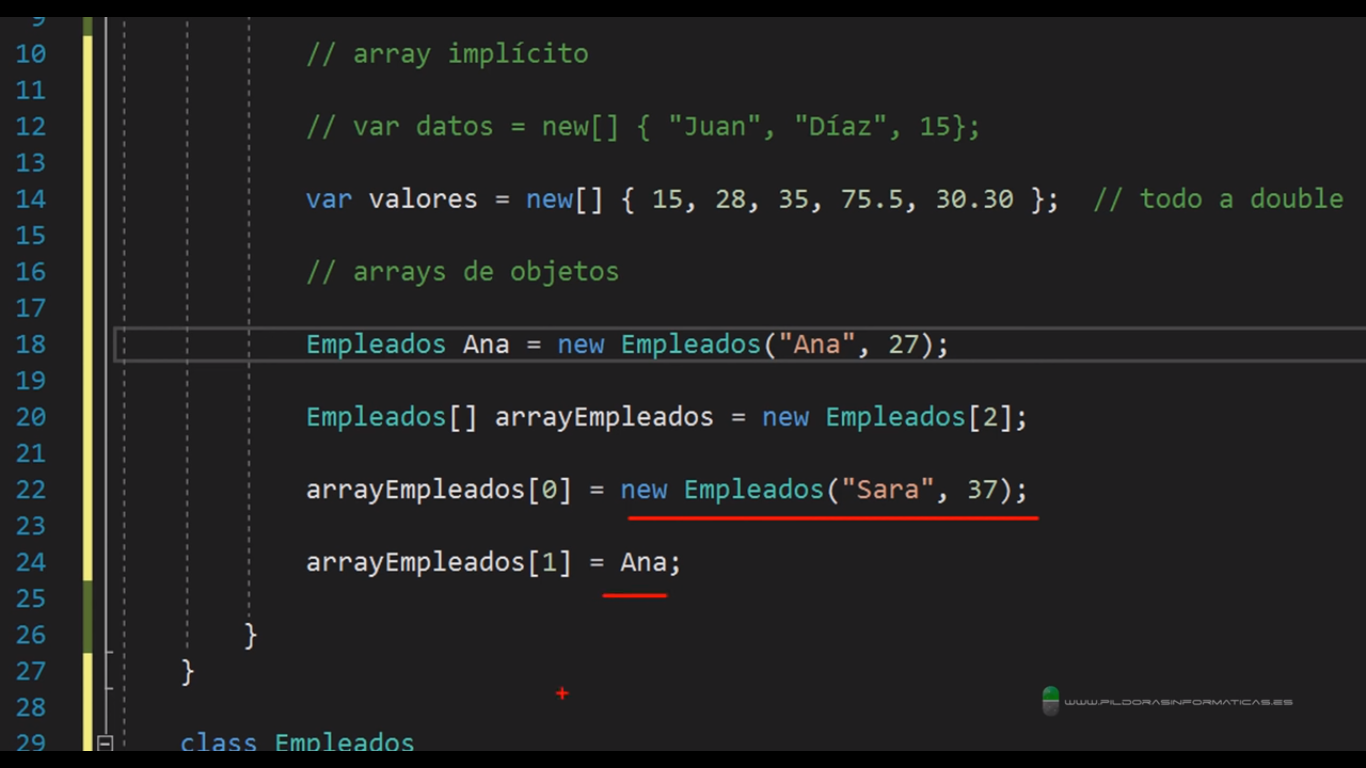 9
10 // array implícito
11
12 // var datos = new[] { "Juan", "Díaz", 15};
13
14 var valores = new[] { 15, 28, 35, 75.5, 30.30 };  // todo a double
15
16 // arrays de objetos
17
18 Empleados Ana = new Empleados("Ana", 27);
19
20 Empleados[] arrayEmpleados = new Empleados[2];
21
22 arrayEmpleados[0] = new Empleados("Sara", 37);
23
24 arrayEmpleados[1] = Ana;
25
26 }
27 }
28
WWW.PILDORASINFORMATICAS.ES
29 class Empleados